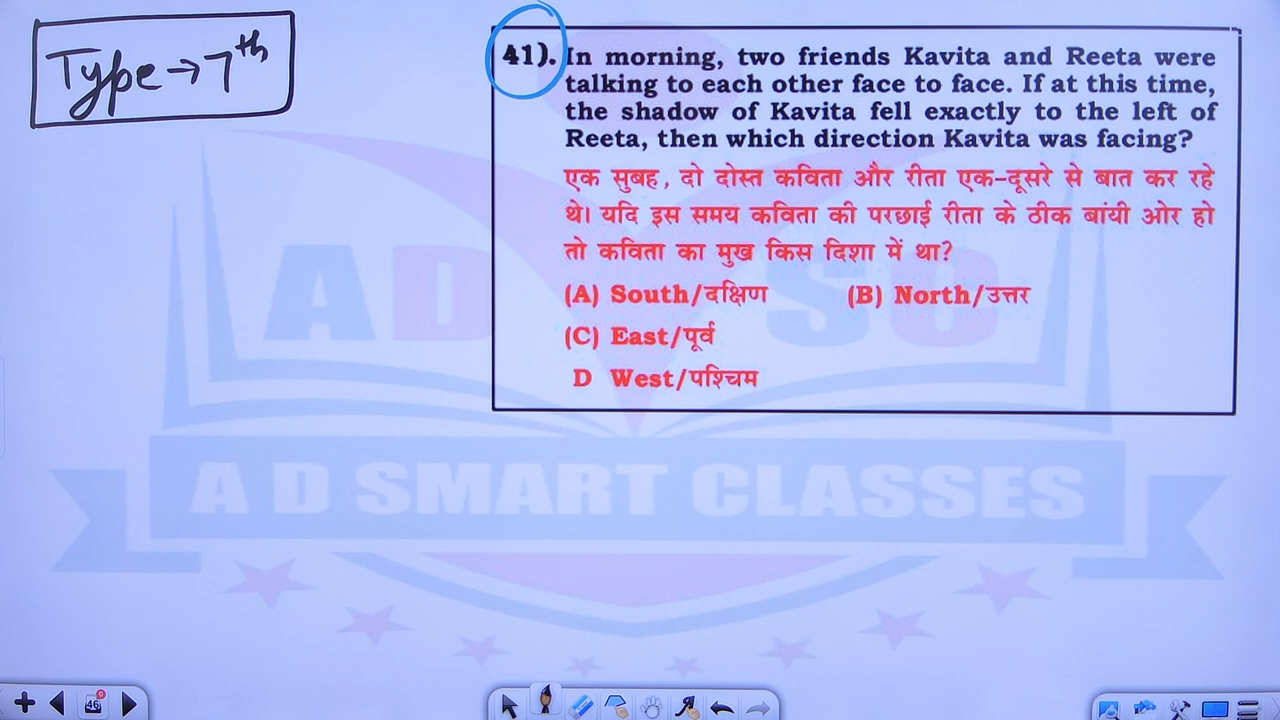 Type → 7th
41). In morning, two friends Kavita and Reeta were
talking to each other face to face. If at this time,
the shadow of Kavita fell exactly to the left of
Reeta, then which direction Kavita was facing?
एक सुबह, दो दोस्त कविता और रीता एक-दूसरे से बात कर रहे
थे। यदि इस समय कविता की परछाई रीता के ठीक बांयी ओर हो
तो कविता का मुख किस दिशा में था?
(A) South/दक्षिण (B) North/उत्तर
(C) East/पूर्व
D West/पश्चिम
AD SO
A D SMART CLASSES
46